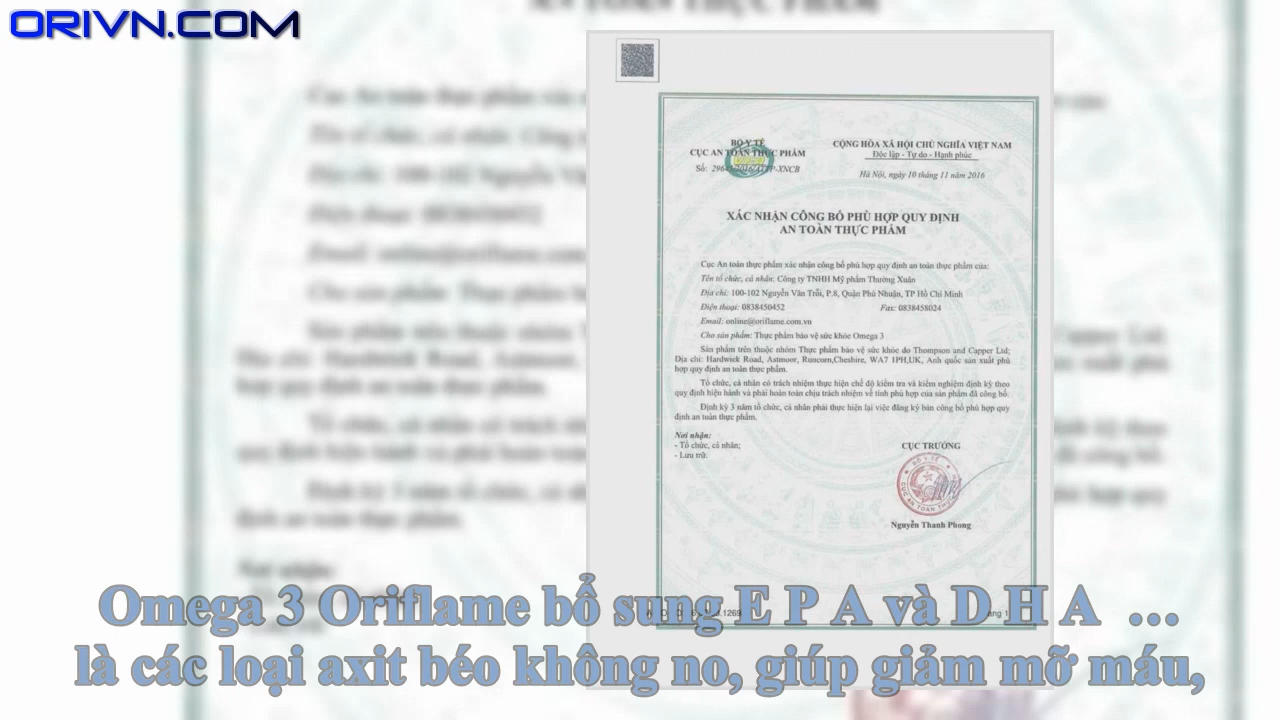 ORIVN.COM
BỘ Y TẾ
CỤC AN TOÀN THỰC PHẨM
CỘNG HÒA XÃ HỘI CHỦ NGHĨA VIỆT NAM
Độc lập - Tự do - Hạnh phúc
Hà Nội, ngày 10 tháng 11 năm 2016
XÁC NHẬN CÔNG BỐ PHÙ HỢP QUY ĐỊNH
AN TOÀN THỰC PHẨM
Cục An toàn thực phẩm xác nhận công bố phù hợp quy định an toàn thực phẩm của:
Tên tổ chức, cá nhân: Công ty TNHH Mỹ phẩm Thường Xuân
Địa chỉ: 100-102 Nguyễn Văn Trỗi, P.8, Quận Phú Nhuận, TP Hồ Chí Minh
Điện thoại: 0838450452 Fax: 0838458024
Email: online@oriflame.com.vn
Cho sản phẩm: Thực phẩm bảo vệ sức khỏe Omega 3
Sản phẩm trên thuộc nhóm Thực phẩm bảo vệ sức khỏe do Thompson and Capper Ltd;
Địa chỉ: Hardwick Road, Astmoor, Runcorn,Cheshire, WA7 1PH,UK, Anh quốc sản xuất phù
hợp quy định an toàn thực phẩm.
Tổ chức, cá nhân có trách nhiệm thực hiện chế độ kiểm tra và kiểm nghiệm định kỳ theo
quy định hiện hành và phải hoàn toàn chịu trách nhiệm về tính phù hợp của sản phẩm đã công bố.
Định kỳ 3 năm tổ chức, cá nhân phải thực hiện lại việc đăng ký bản công bố phù hợp quy
định an toàn thực phẩm.
Nơi nhận:
- Tổ chức, cá nhân;
- Lưu trữ.
CỤC TRƯỞNG
Nguyễn Thanh Phong
Omega 3 Oriflame bổ sung E P A và D H A ...
là các loại axit béo không no, giúp giảm mỡ máu,